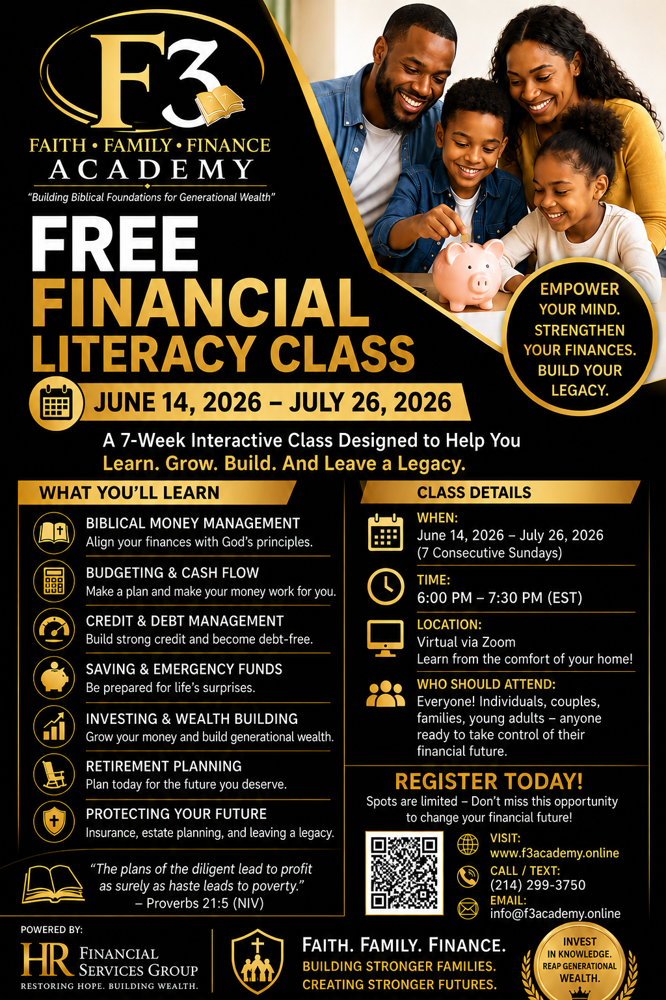 F3
FAITH • FAMILY • FINANCE
ACADEMY
“Building Biblical Foundations for Generational Wealth”
FREE
FINANCIAL
LITERACY CLASS
EMPOWER
YOUR MIND.
STRENGTHEN
YOUR FINANCES.
BUILD YOUR
LEGACY.
JUNE 14, 2026 – JULY 26, 2026
A 7-Week Interactive Class Designed to Help You
Learn. Grow. Build. And Leave a Legacy.
WHAT YOU’LL LEARN
BIBLICAL MONEY MANAGEMENT
Align your finances with God’s principles.
BUDGETING & CASH FLOW
Make a plan and make your money work for you.
CREDIT & DEBT MANAGEMENT
Build strong credit and become debt-free.
SAVING & EMERGENCY FUNDS
Be prepared for life’s surprises.
INVESTING & WEALTH BUILDING
Grow your money and build generational wealth.
RETIREMENT PLANNING
Plan today for the future you deserve.
PROTECTING YOUR FUTURE
Insurance, estate planning, and leaving a legacy.
“The plans of the diligent lead to profit
as surely as haste leads to poverty.”
– Proverbs 21:5 (NIV)
CLASS DETAILS
WHEN:
June 14, 2026 – July 26, 2026
(7 Consecutive Sundays)
TIME:
6:00 PM – 7:30 PM (EST)
LOCATION:
Virtual via Zoom
Learn from the comfort of your home!
WHO SHOULD ATTEND:
Everyone! Individuals, couples,
families, young adults – anyone
ready to take control of their
financial future.
REGISTER TODAY!
Spots are limited – Don’t miss this opportunity
to change your financial future!
VISIT:
www.f3academy.online
CALL / TEXT:
(214) 299-3750
EMAIL:
info@f3academy.online
POWERED BY:
HR FINANCIAL
SERVICES GROUP
RESTORING HOPE. BUILDING WEALTH.
FAITH. FAMILY. FINANCE.
BUILDING STRONGER FAMILIES.
CREATING STRONGER FUTURES.
INVEST
IN KNOWLEDGE.
REAP GENERATIONAL
WEALTH.